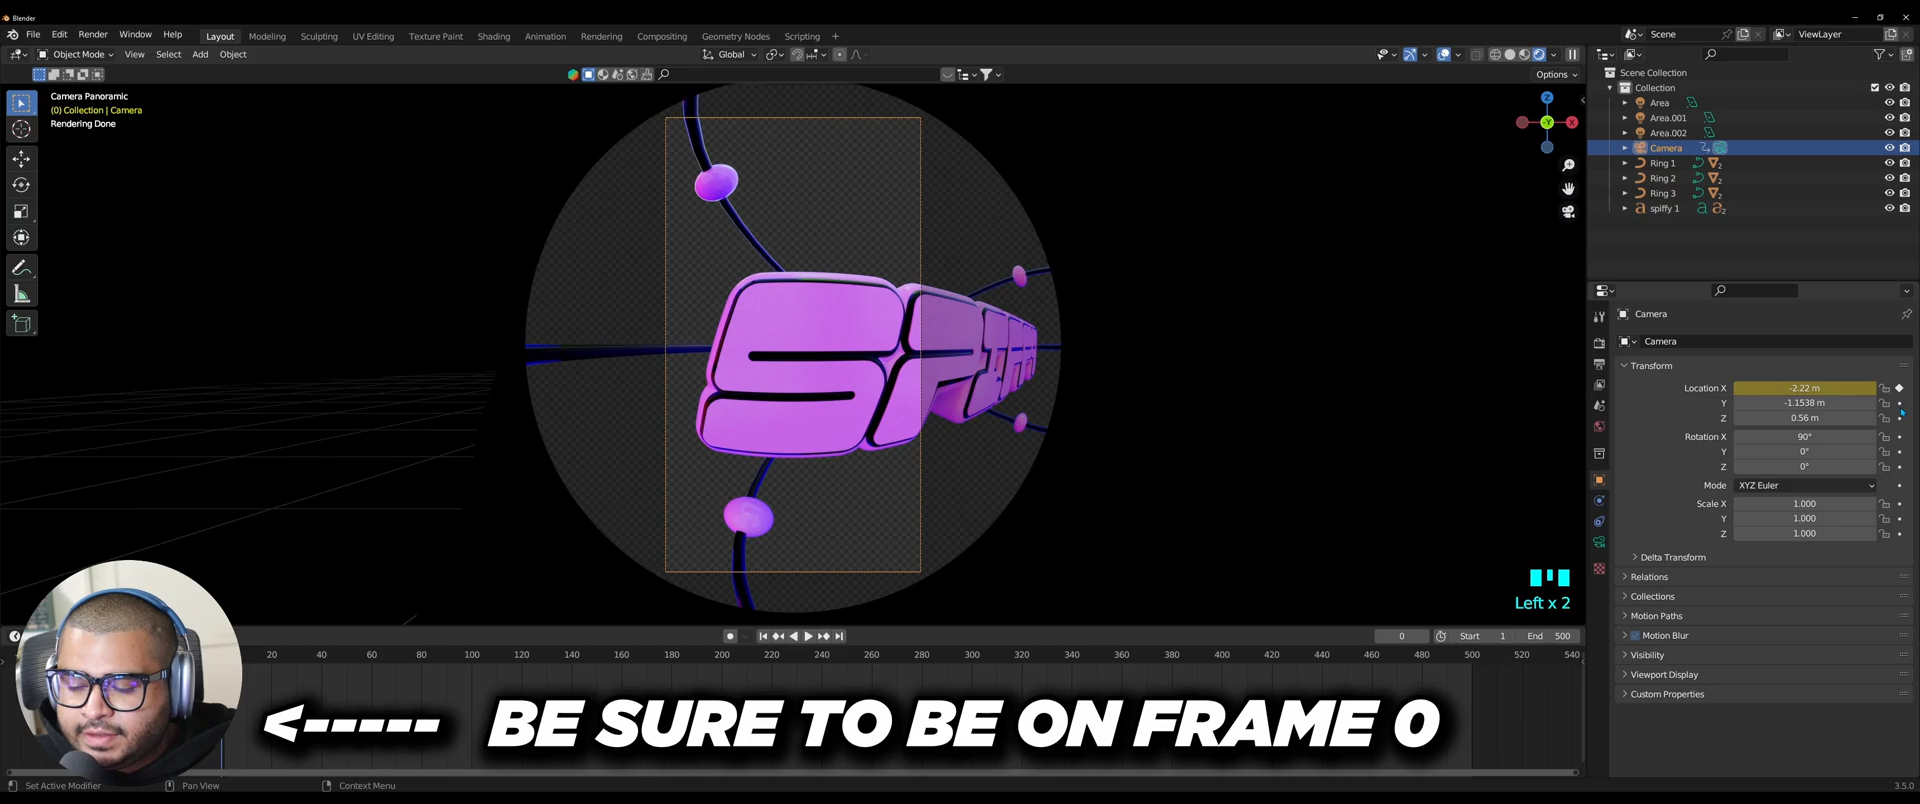 Blender
File Edit Render Window Help
Layout Modeling Sculpting UV Editing Texture Paint Shading Animation Rendering Compositing Geometry Nodes Scripting +
Scene ViewLayer
Object Mode View Select Add Object
Global
Options
Camera Panoramic
(0) Collection | Camera
Rendering Done
Z
-Y
X
Scene Collection
Collection
Area
Area.001
Area.002
Camera
Ring 1
2
Ring 2
2
Ring 3
2
spiffy 1
2
Camera
Camera
Transform
Location X -2.22 m
Y -1.1538 m
Z 0.56 m
Rotation X 90°
Y 0°
Z 0°
Mode XYZ Euler
Scale X 1.000
Y 1.000
Z 1.000
Delta Transform
Relations
Collections
Motion Paths
Motion Blur
Visibility
Viewport Display
Custom Properties
Left x 2
0 Start 1 End 500
20 40 60 80 100 120 140 160 180 200 220 240 260 280 300 320 340 360 380 400 420 440 460 480 500 520 540
<----- BE SURE TO BE ON FRAME 0
Set Active Modifier Pan View Context Menu
3.5.0